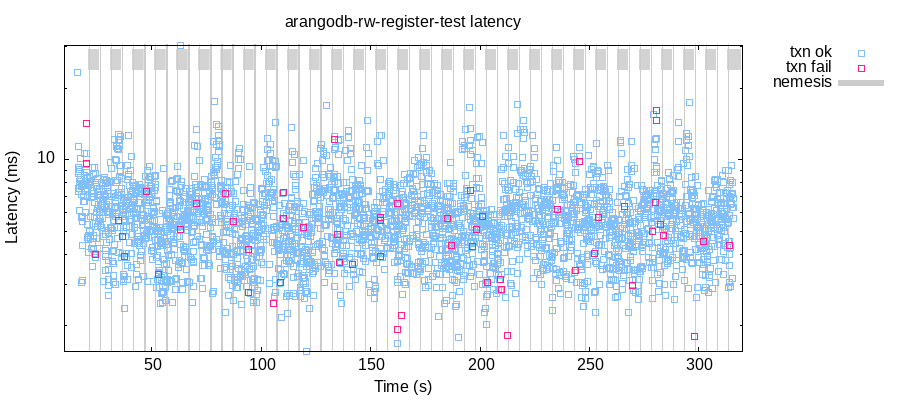 arangodb-rw-register-test latency
txn ok
txn fail
nemesis
10
Latency (ms)
50 100 150 200 250 300
Time (s)